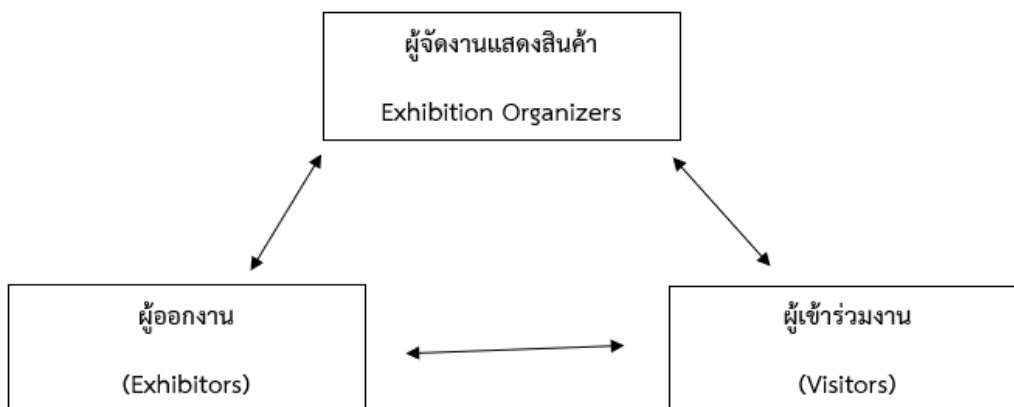 ผู้จัดงานแสดงสินค้า
Exhibition Organizers
ผู้ออกงาน
(Exhibitors)
ผู้เข้าร่วมงาน
(Visitors)